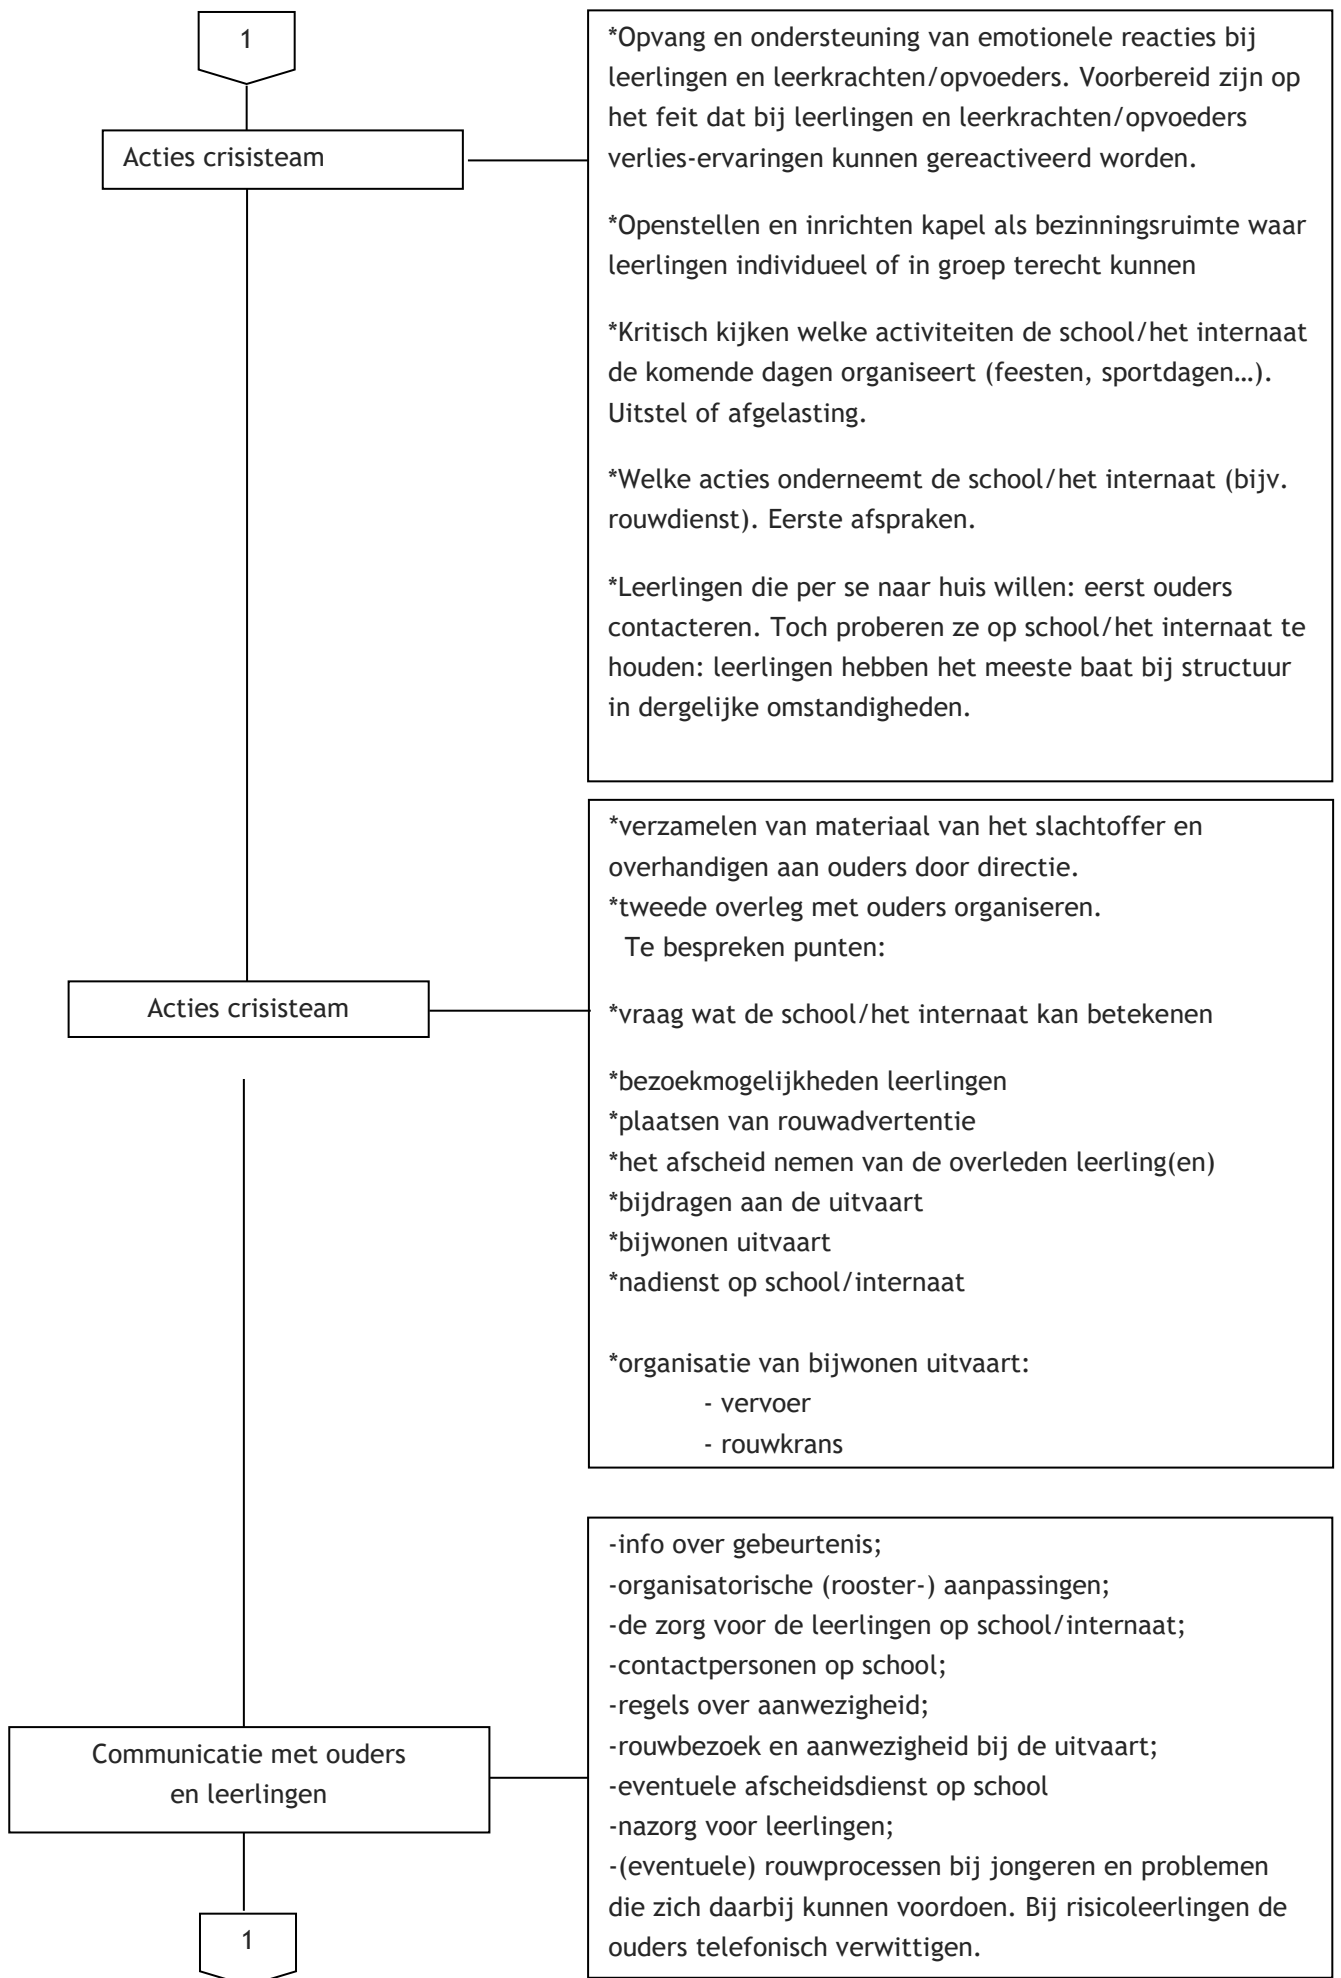 1
Acties crisisteam
*Opvang en ondersteuning van emotionele reacties bij
leerlingen en leerkrachten/opvoeders. Voorbereid zijn op
het feit dat bij leerlingen en leerkrachten/opvoeders
verlies-ervaringen kunnen gereactiveerd worden.
*Openstellen en inrichten kapel als bezinningsruimte waar
leerlingen individueel of in groep terecht kunnen
*Kritisch kijken welke activiteiten de school/het internaat
de komende dagen organiseert (feesten, sportdagen…).
Uitstel of afgelasting.
*Welke acties onderneemt de school/het internaat (bijv.
rouwdienst). Eerste afspraken.
*Leerlingen die per se naar huis willen: eerst ouders
contacteren. Toch proberen ze op school/het internaat te
houden: leerlingen hebben het meeste baat bij structuur
in dergelijke omstandigheden.
Acties crisisteam
*verzamelen van materiaal van het slachtoffer en
overhandigen aan ouders door directie.
*tweede overleg met ouders organiseren.
Te bespreken punten:
*vraag wat de school/het internaat kan betekenen
*bezoekmogelijkheden leerlingen
*plaatsen van rouwadvertentie
*het afscheid nemen van de overleden leerling(en)
*bijdragen aan de uitvaart
*bijwonen uitvaart
*nadienst op school/internaat
*organisatie van bijwonen uitvaart:
- vervoer
- rouwkrans
Communicatie met ouders
en leerlingen
-info over gebeurtenis;
-organisatorische (rooster-) aanpassingen;
-de zorg voor de leerlingen op school/internaat;
-contactpersonen op school;
-regels over aanwezigheid;
-rouwbezoek en aanwezigheid bij de uitvaart;
-eventuele afscheidsdienst op school
-nazorg voor leerlingen;
-(eventuele) rouwprocessen bij jongeren en problemen
die zich daarbij kunnen voordoen. Bij risicoleerlingen de
ouders telefonisch verwittigen.
1